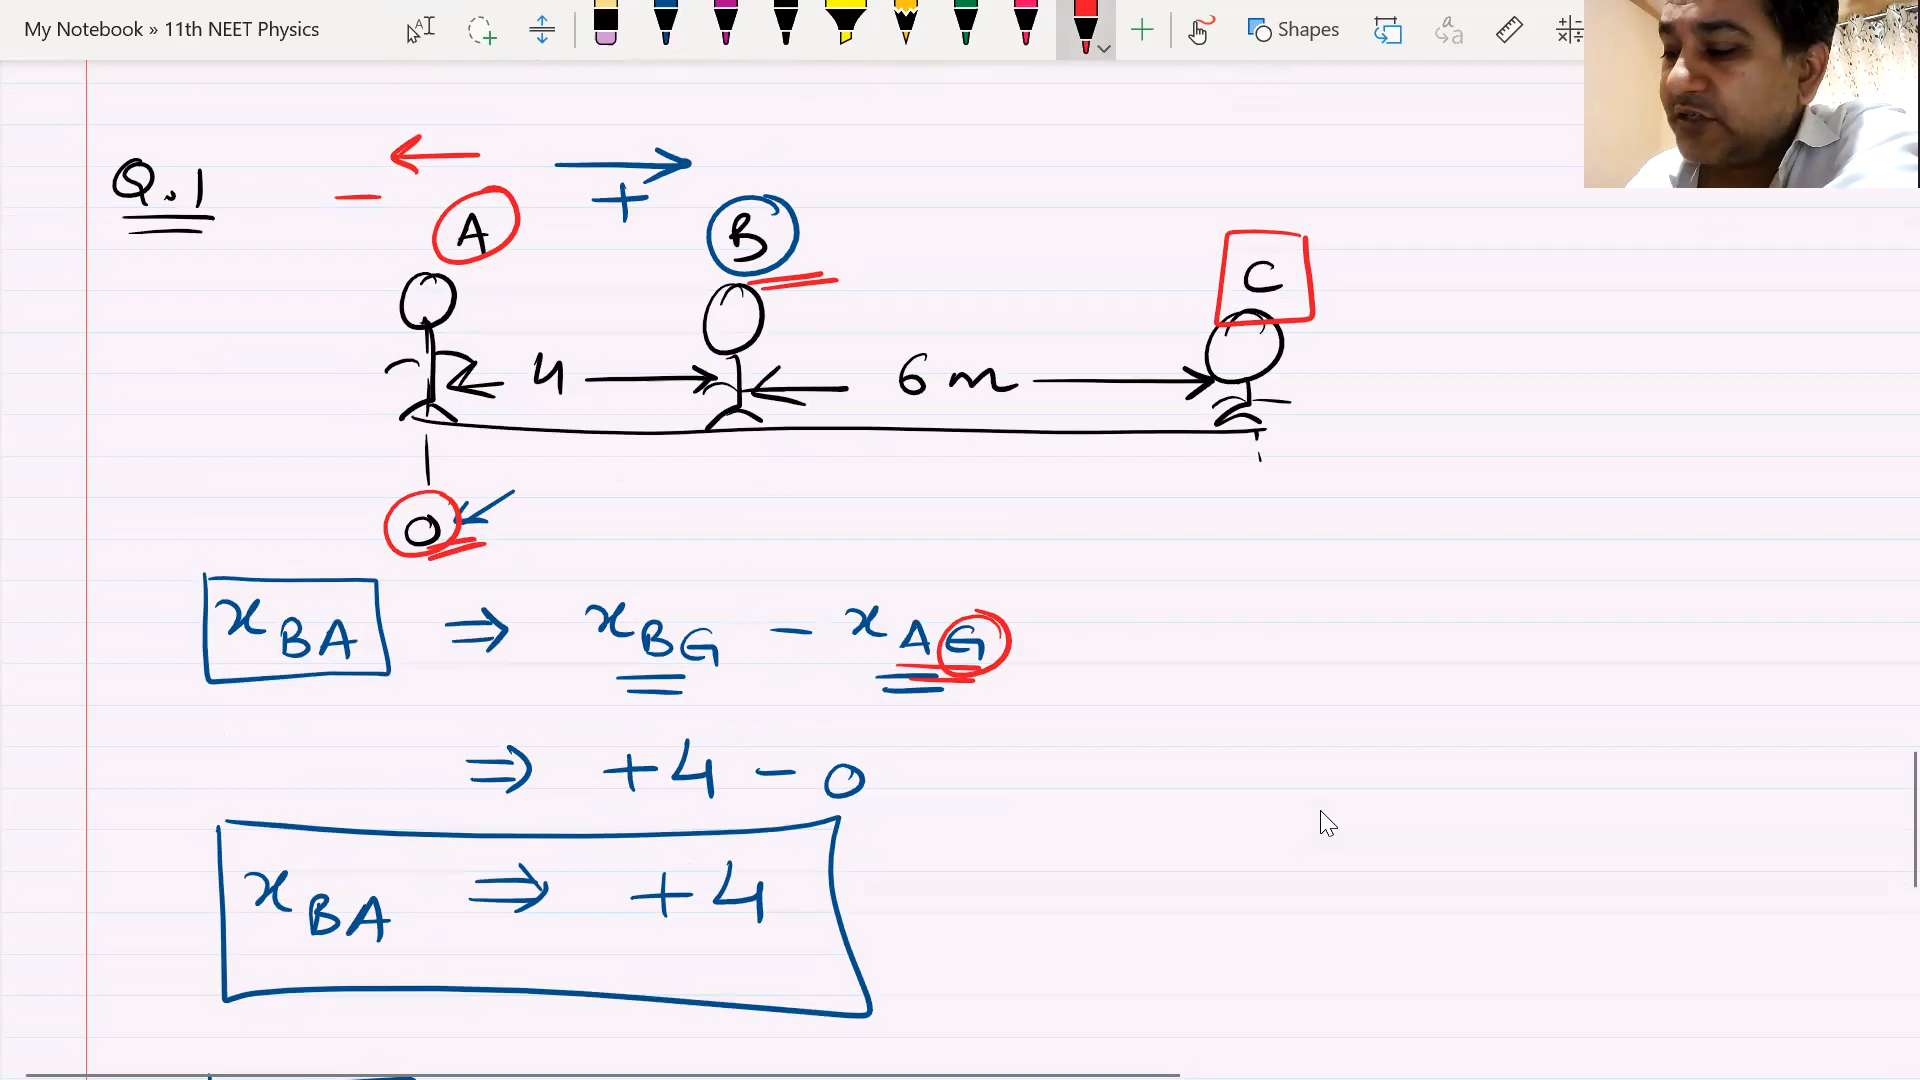 My Notebook » 11th NEET Physics
Shapes
Q.1
- +
A B C
4 6 m
O
x_BA ⇒ x_BG - x_AG
⇒ +4 - 0
x_BA ⇒ +4